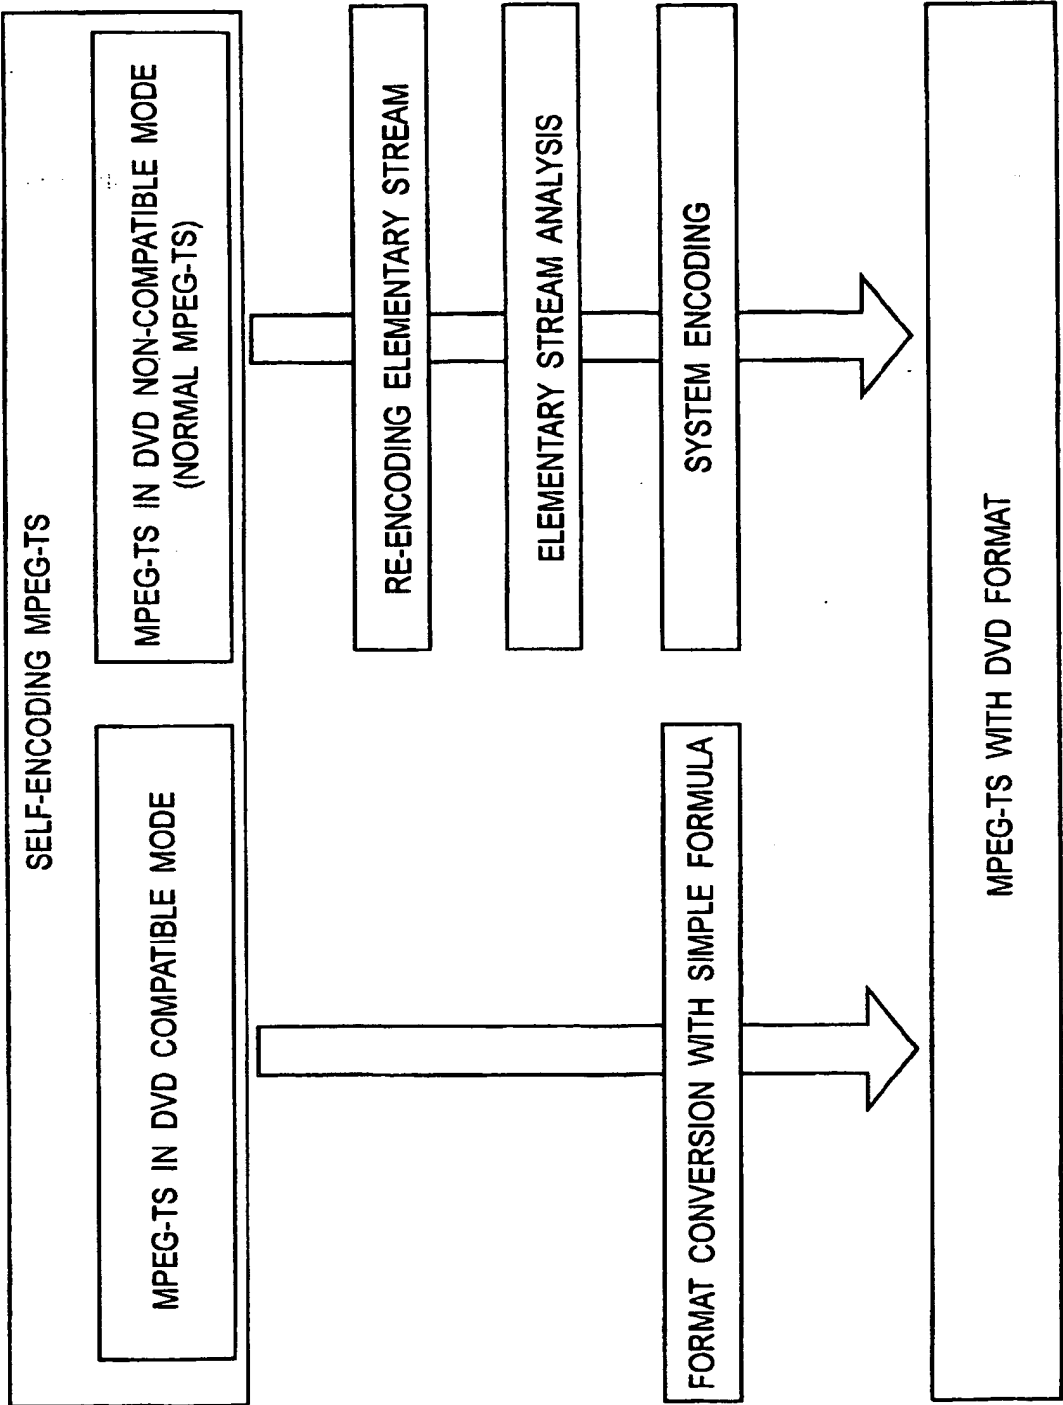 SELF-ENCODING MPEG-TS
MPEG-TS IN DVD COMPATIBLE MODE
MPEG-TS IN DVD NON-COMPATIBLE MODE
(NORMAL MPEG-TS)
RE-ENCODING ELEMENTARY STREAM
ELEMENTARY STREAM ANALYSIS
FORMAT CONVERSION WITH SIMPLE FORMULA
SYSTEM ENCODING
MPEG-TS WITH DVD FORMAT